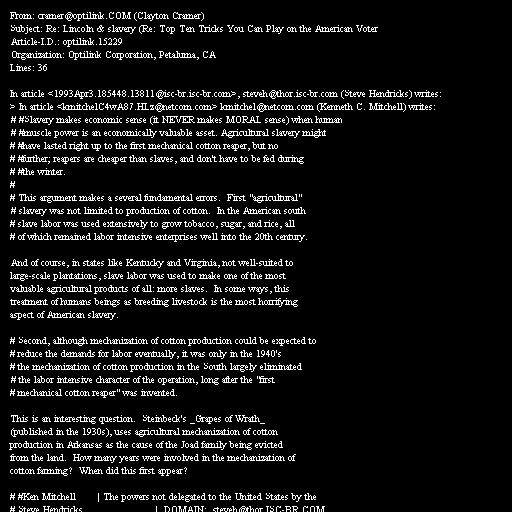 From: cramer@optilink.COM (Clayton Cramer)
Subject: Re: Lincoln & slavery (Re: Top Ten Tricks You Can Play on the American Voter
Article-I.D.: optilink.15229
Organization: Optilink Corporation, Petaluma, CA
Lines: 36

In article <1993Apr3.185448.13811@isc-br.isc-br.com>, steveh@thor.isc-br.com (Steve Hendricks) writes:
> In article <kmitchelC4wA87.HLz@netcom.com> kmitchel@netcom.com (Kenneth C. Mitchell) writes:
# #Slavery makes economic sense (it NEVER makes MORAL sense) when human
# #muscle power is an economically valuable asset. Agricultural slavery might
# #have lasted right up to the first mechanical cotton reaper, but no
# #further; reapers are cheaper than slaves, and don't have to be fed during
# #the winter.
#
# This argument makes a several fundamental errors.  First "agricultural"
# slavery was not limited to production of cotton.  In the American south
# slave labor was used extensively to grow tobacco, sugar, and rice, all
# of which remained labor intensive enterprises well into the 20th century.

And of course, in states like Kentucky and Virginia, not well-suited to
large-scale plantations, slave labor was used to make one of the most
valuable agricultural products of all: more slaves.  In some ways, this
treatment of humans beings as breeding livestock is the most horrifying
aspect of American slavery.

# Second, although mechanization of cotton production could be expected to
# reduce the demands for labor eventually, it was only in the 1940's
# the mechanization of cotton production in the South largely eliminated
# the labor intensive character of the operation, long after the "first
# mechanical cotton reaper" was invented.

This is an interesting question.  Steinbeck's _Grapes of Wrath_
(published in the 1930s), uses agricultural mechanization of cotton
production in Arkansas as the cause of the Joad family being evicted
from the land.  How many years were involved in the mechanization of
cotton farming?  When did this first appear?

# #Ken Mitchell | The powers not delegated to the United States by the
# Steve Hendricks | DOMAIN: steveh@thor.ISC-BR.COM